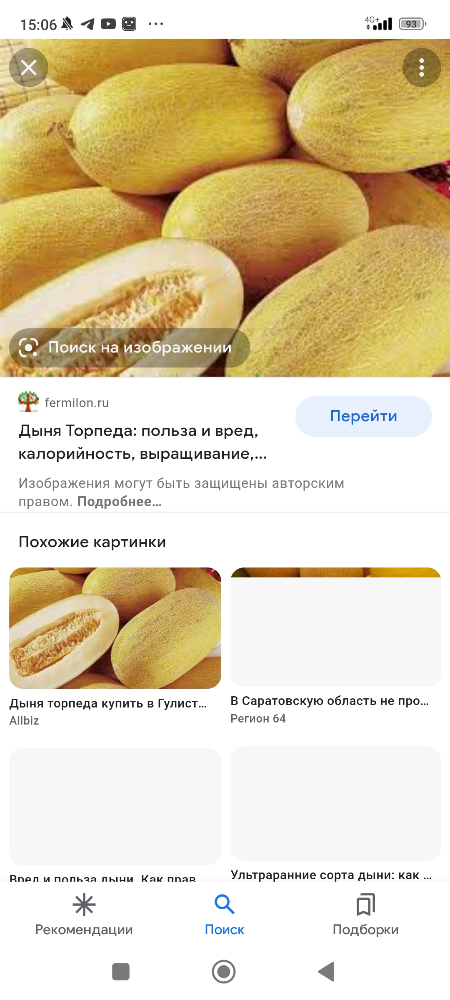 15:06
4G+
93
Поиск на изображении
fermilon.ru
Перейти
Дыня Торпеда: польза и вред,
калорийность, выращивание,...
Изображения могут быть защищены авторским
правом. Подробнее...
Похожие картинки
Дыня торпеда купить в Гулист...
Allbiz
В Саратовскую область не про...
Регион 64
Вред и польза дыни. Как прав
Ультраранние сорта дыни: как ...
Рекомендации
Поиск
Подборки